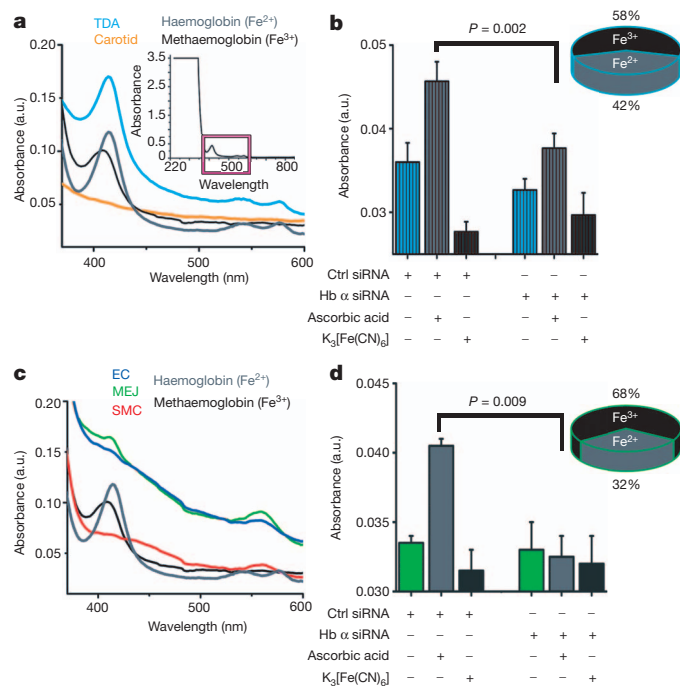 a
TDA
Carotid
Haemoglobin (Fe2+)
Methaemoglobin (Fe3+)
Absorbance (a.u.)
0.20
0.15
0.10
0.05
400
500
600
Wavelength (nm)
Absorbance
3.5
2.5
1.5
0.5
0
220
500
800
Wavelength
b
P = 0.002
58%
Fe3+
Fe2+
42%
Absorbance (a.u.)
0.05
0.04
0.03
Ctrl siRNA + + + – – –
Hb α siRNA – – – + + +
Ascorbic acid – + – – + –
K3[Fe(CN)6] – – + – – +
c
EC
MEJ
SMC
Haemoglobin (Fe2+)
Methaemoglobin (Fe3+)
Absorbance (a.u.)
0.20
0.15
0.10
0.05
400
500
600
Wavelength (nm)
d
P = 0.009
68%
Fe3+
Fe2+
32%
Absorbance (a.u.)
0.045
0.040
0.035
0.030
Ctrl siRNA + + + – – –
Hb α siRNA – – – + + +
Ascorbic acid – + – – + –
K3[Fe(CN)6] – – + – – +